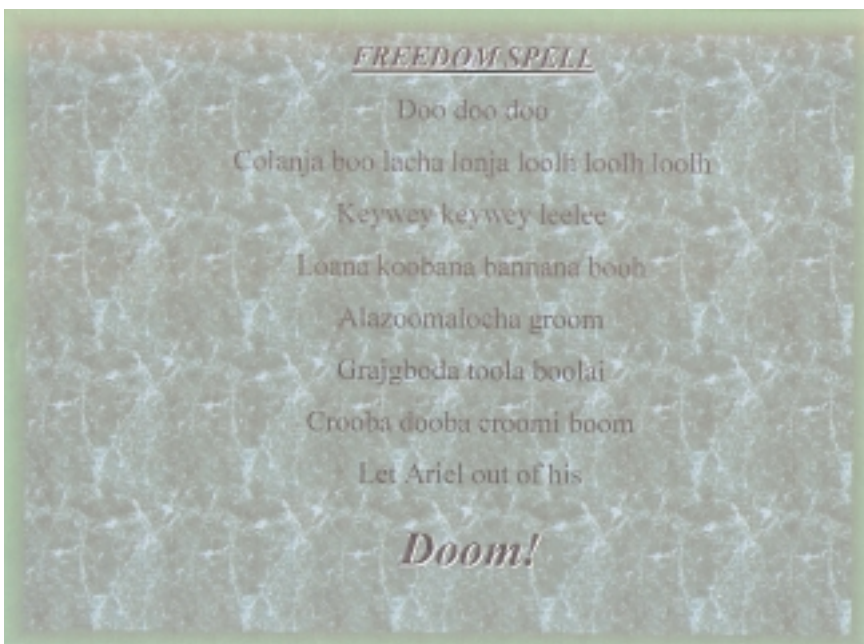 FREEDOM SPELL
Doo doo doo
Colanja boo lacha lonja loolh loolh loolh
Keywey keywey leelee
Loana koobana bannana booh
Alazoomalocha groom
Grajgboda toola boolai
Crooba dooba croomi boom
Let Ariel out of his
Doom!